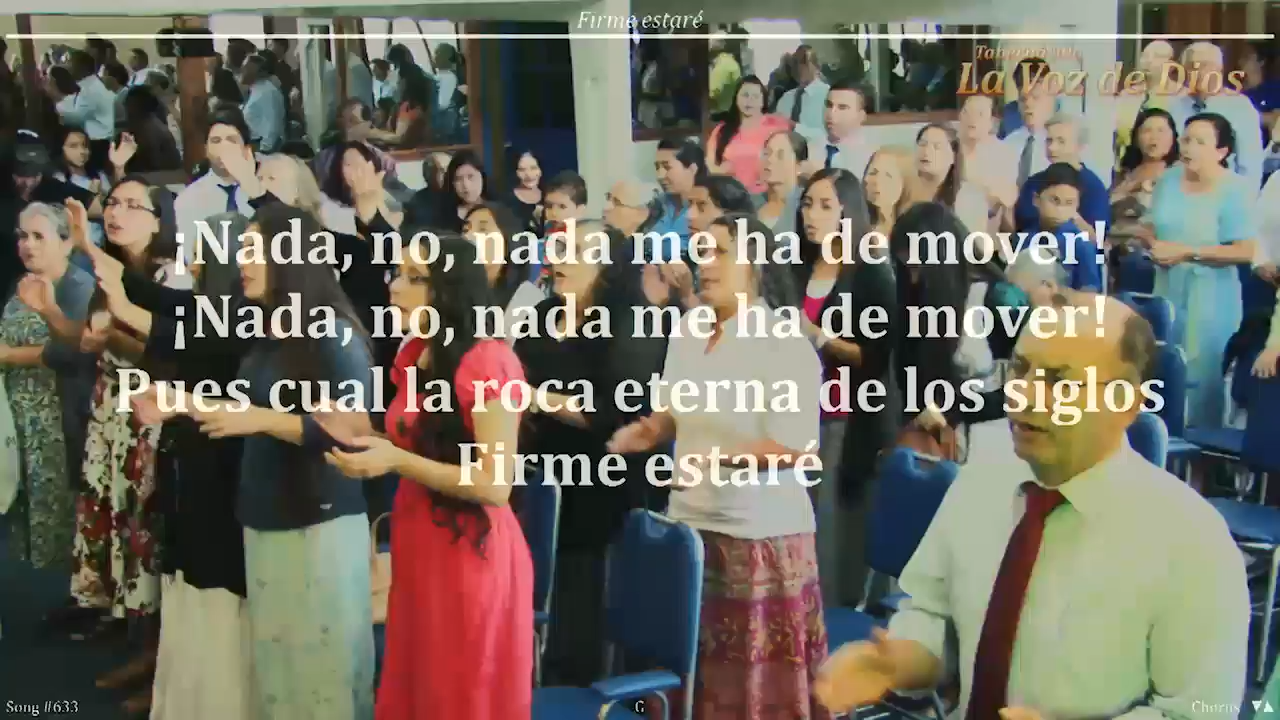 Firme estaré
Tabernáculo
La Voz de Dios
¡Nada, no, nada me ha de mover!
¡Nada, no, nada me ha de mover!
Pues cual la roca eterna de los siglos
Firme estaré
Song #633
G
Chorus ▼▲